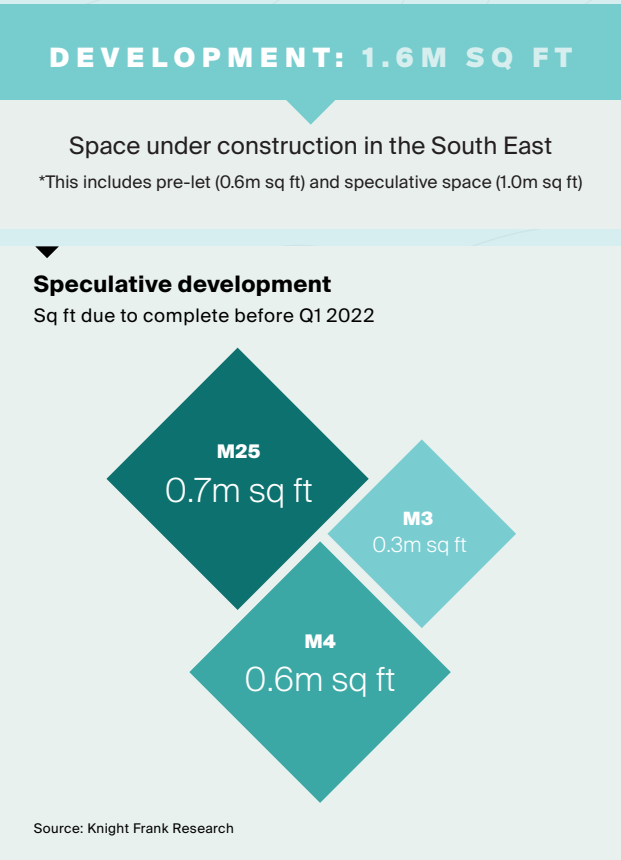 DEVELOPMENT: 1.6M SQ FT
Space under construction in the South East
*This includes pre-let (0.6m sq ft) and speculative space (1.0m sq ft)
Speculative development
Sq ft due to complete before Q1 2022
M25
0.7m sq ft
M3
0.3m sq ft
M4
0.6m sq ft
Source: Knight Frank Research